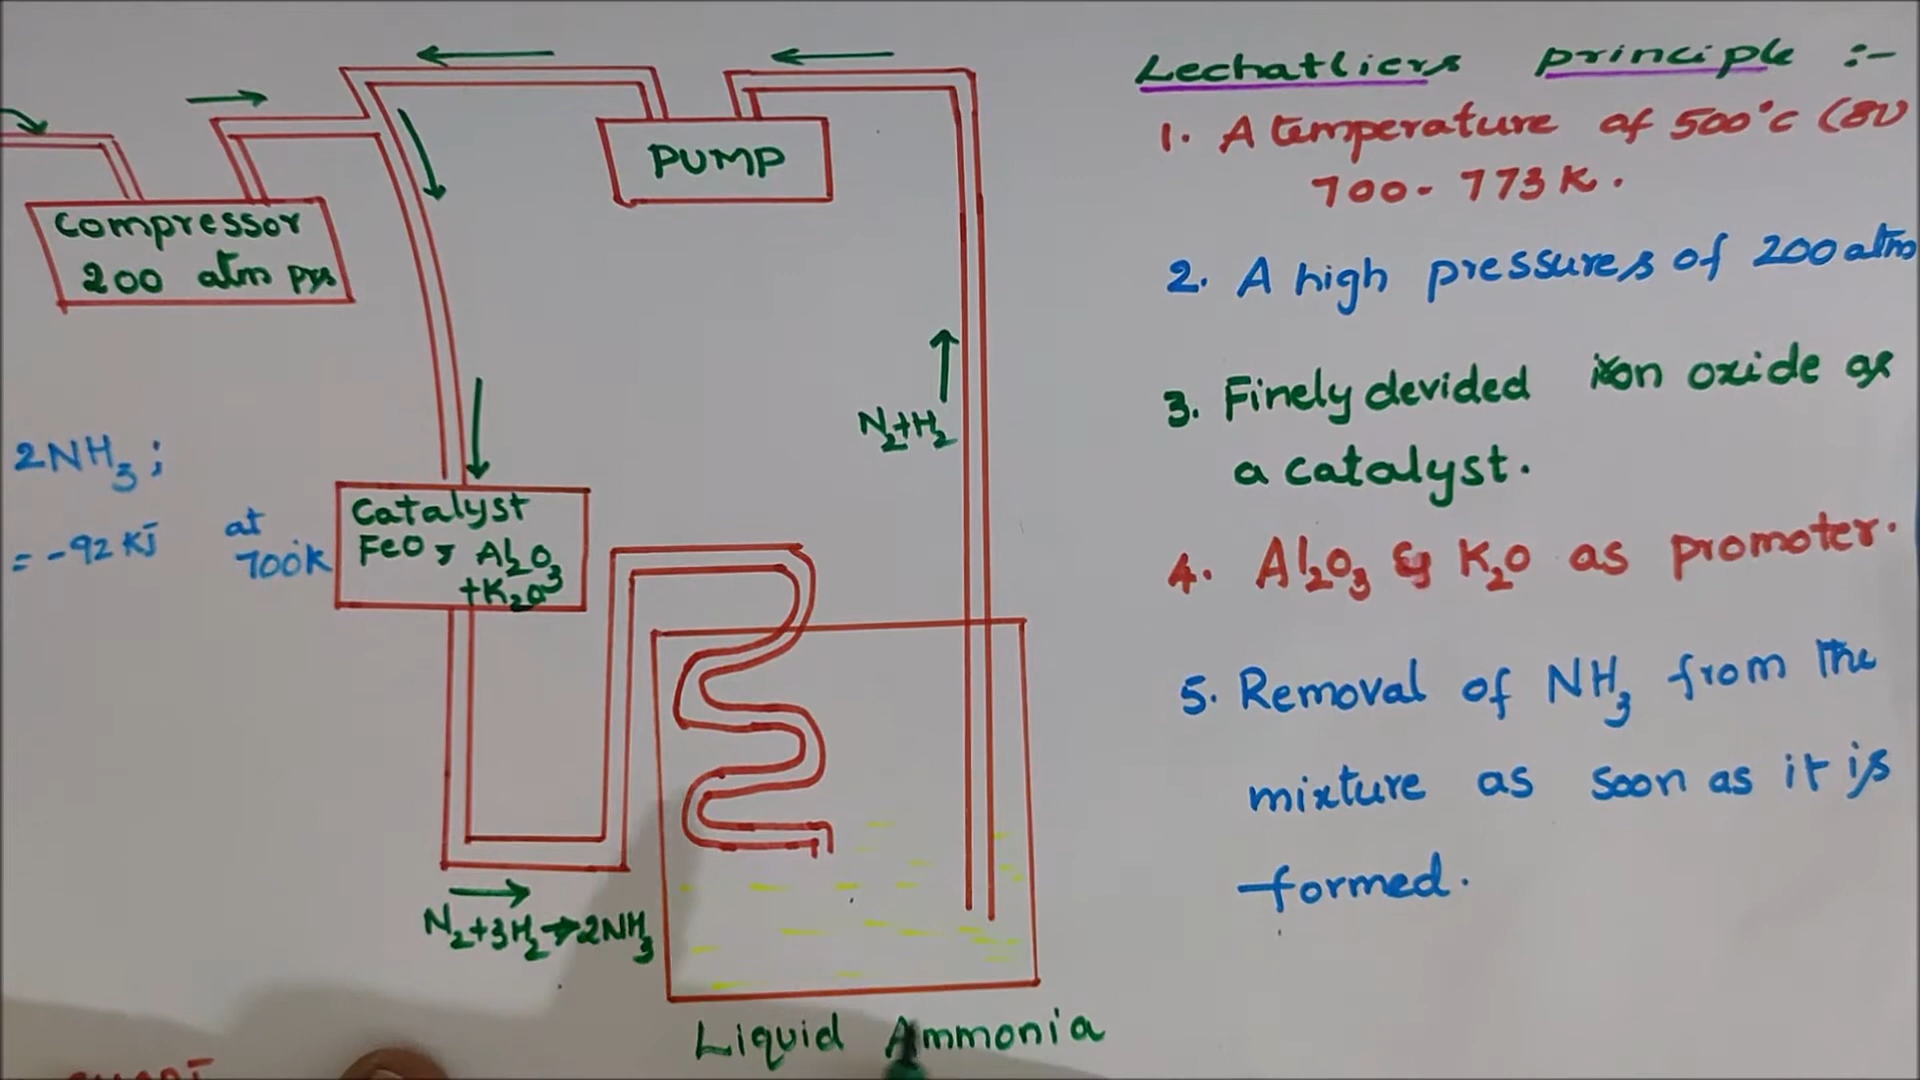 PUMP
Compressor
200 atm prs
N2+H2
2NH3;
= -92 KJ
at
700k
Catalyst
FeO, Al2O3
+K2O
N2+3H2→2NH3
Liquid Ammonia
Lechatliers principle :-
1. A temperature of 500°c (or
700- 773K.
2. A high pressures of 200 atm
3. Finely devided iron oxide as
a catalyst.
4. Al2O3 & K2O as promoter.
5. Removal of NH3 from the
mixture as soon as it is
formed.